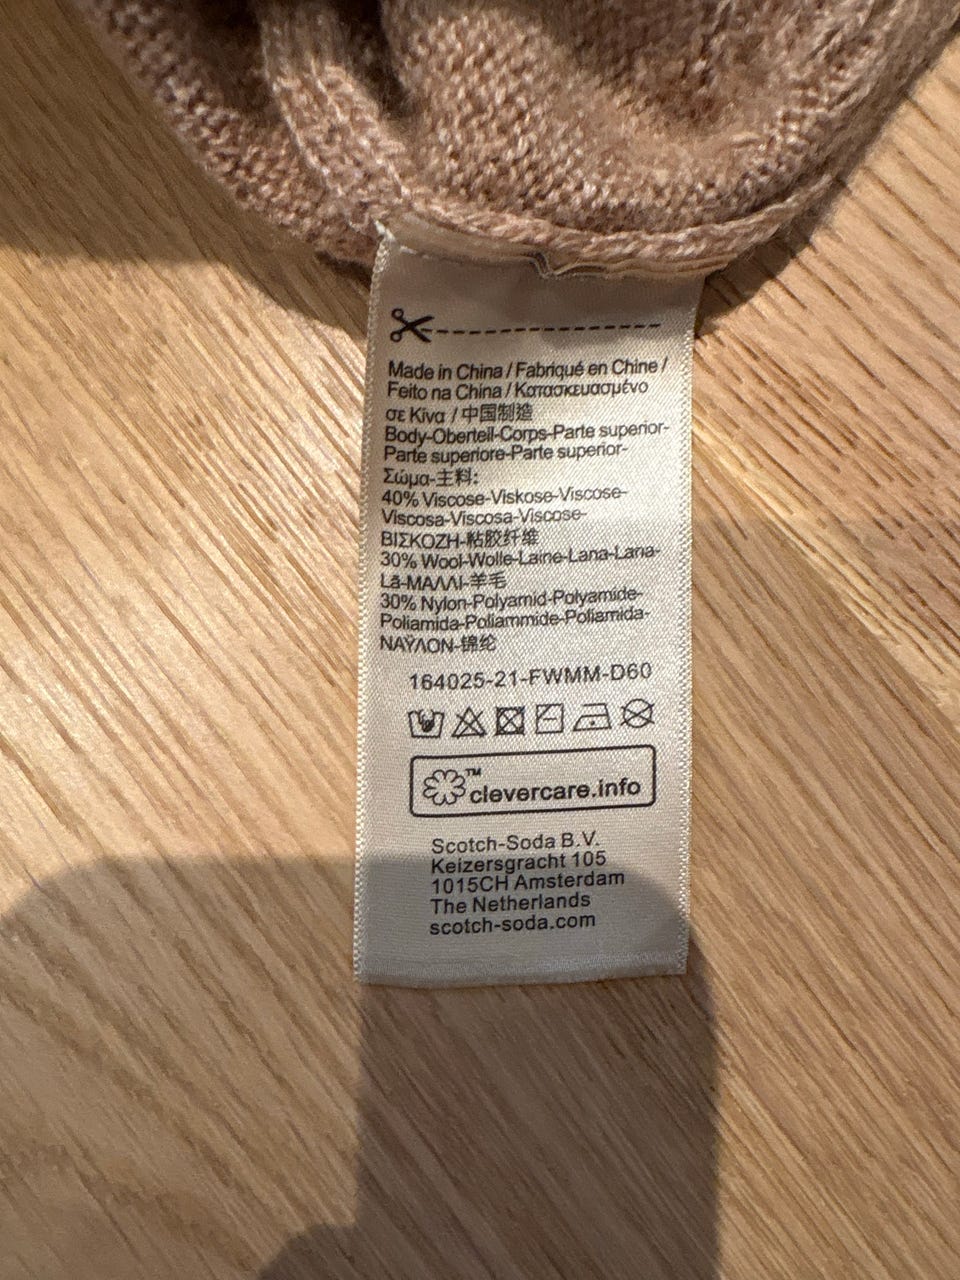 Made in China / Fabriqué en Chine /
Feito na China / Κατασκευασμένο
σε Κίνα / 中国制造
Body-Oberteil-Corps-Parte superior-
Parte superiore-Parte superior-
Σώμα-主料:
40% Viscose-Viskose-Viscose-
Viscosa-Viscosa-Viscose-
ΒΙΣΚΟΖΗ-粘胶纤维
30% Wool-Wolle-Laine-Lana-Lana-
Lã-ΜΑΛΛΙ-羊毛
30% Nylon-Polyamid-Polyamide-
Poliamida-Poliammide-Poliamida-
ΝΑΫΛΟΝ-锦纶
164025-21-FWMM-D60
TM
clevercare.info
Scotch-Soda B.V.
Keizersgracht 105
1015CH Amsterdam
The Netherlands
scotch-soda.com